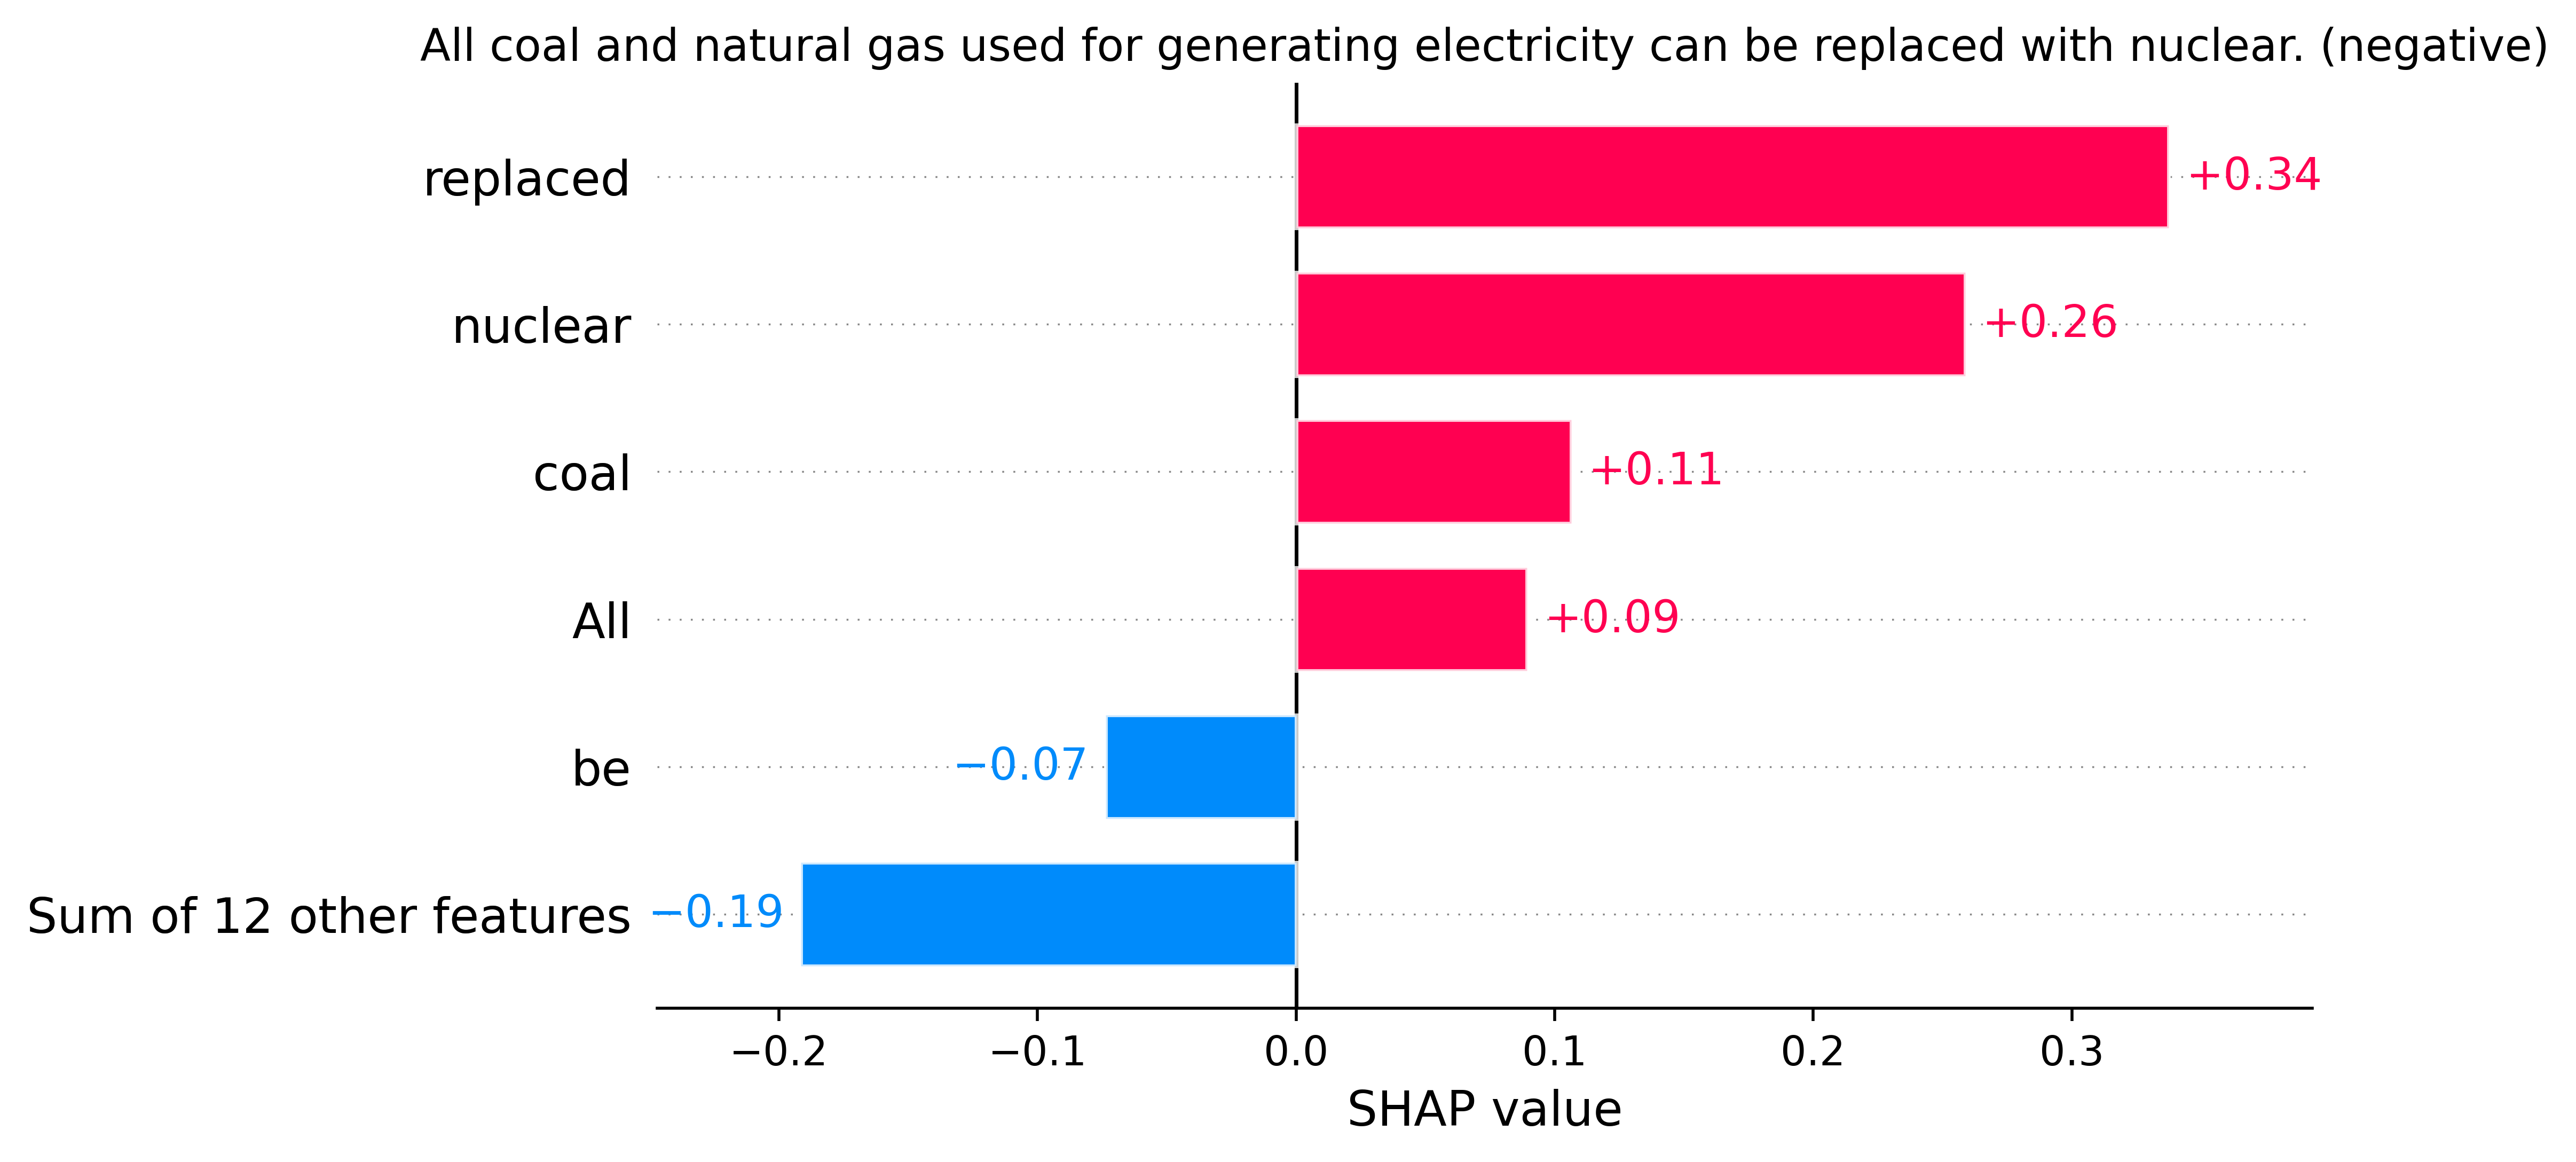 All coal and natural gas used for generating electricity can be replaced with nuclear. (negative)
replaced +0.34
nuclear +0.26
coal +0.11
All +0.09
be −0.07
Sum of 12 other features −0.19
−0.2 −0.1 0.0 0.1 0.2 0.3
SHAP value